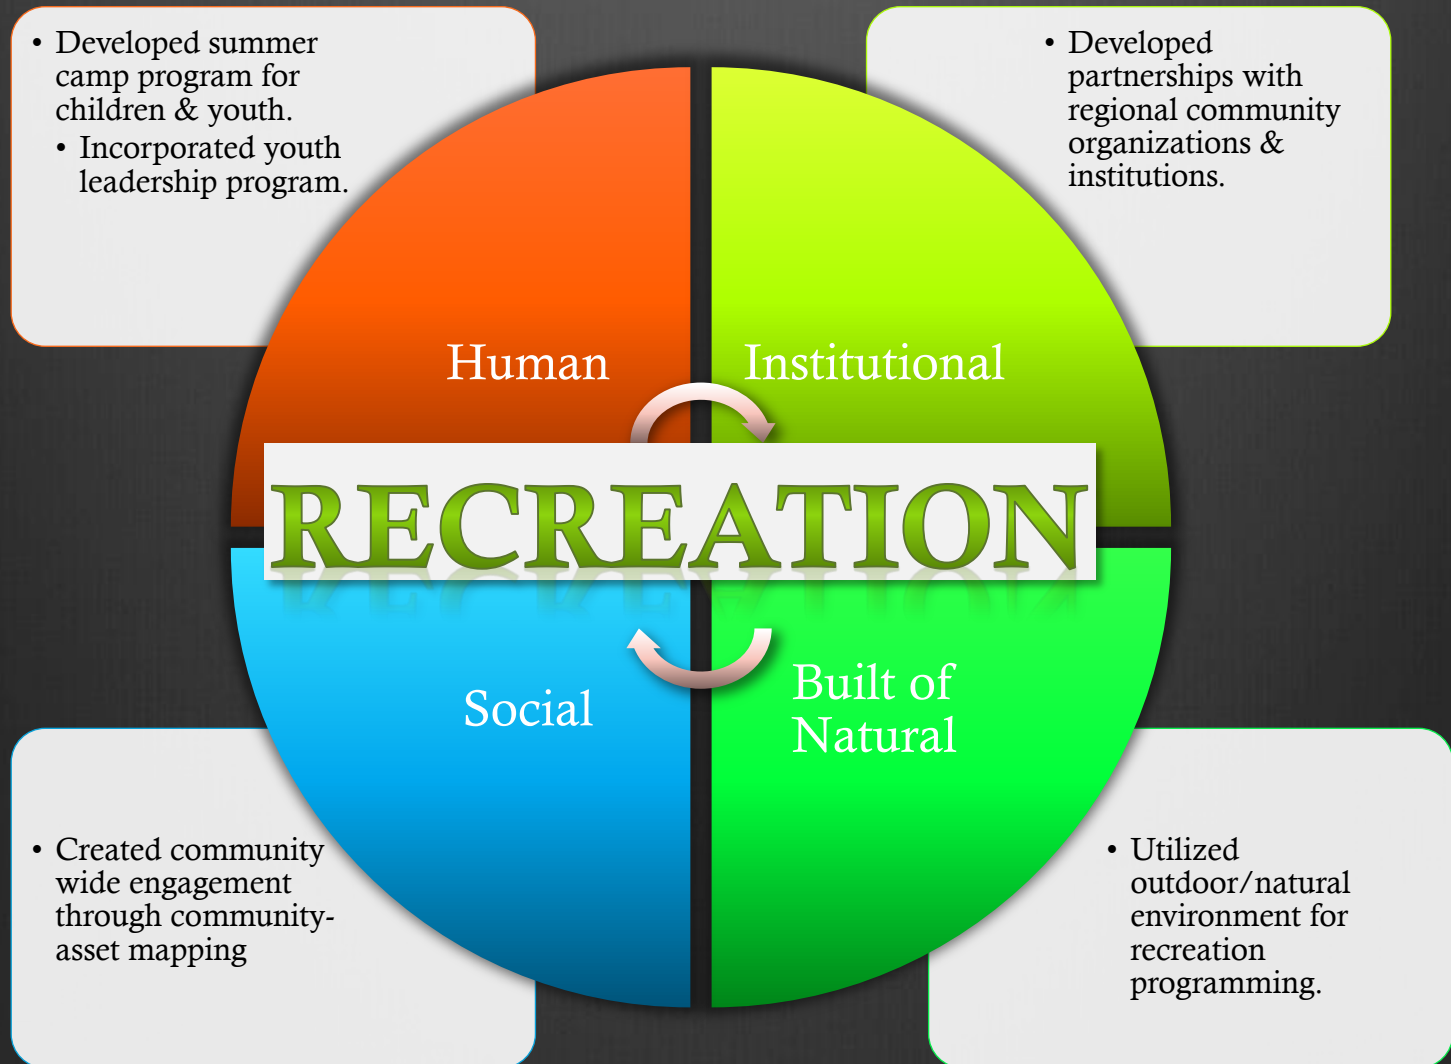 • Developed summer
camp program for
children & youth.
• Incorporated youth
leadership program.
• Developed
partnerships with
regional community
organizations &
institutions.
Human
Institutional
RECREATION
Social
Built of
Natural
• Created community
wide engagement
through community-
asset mapping
• Utilized
outdoor/natural
environment for
recreation
programming.